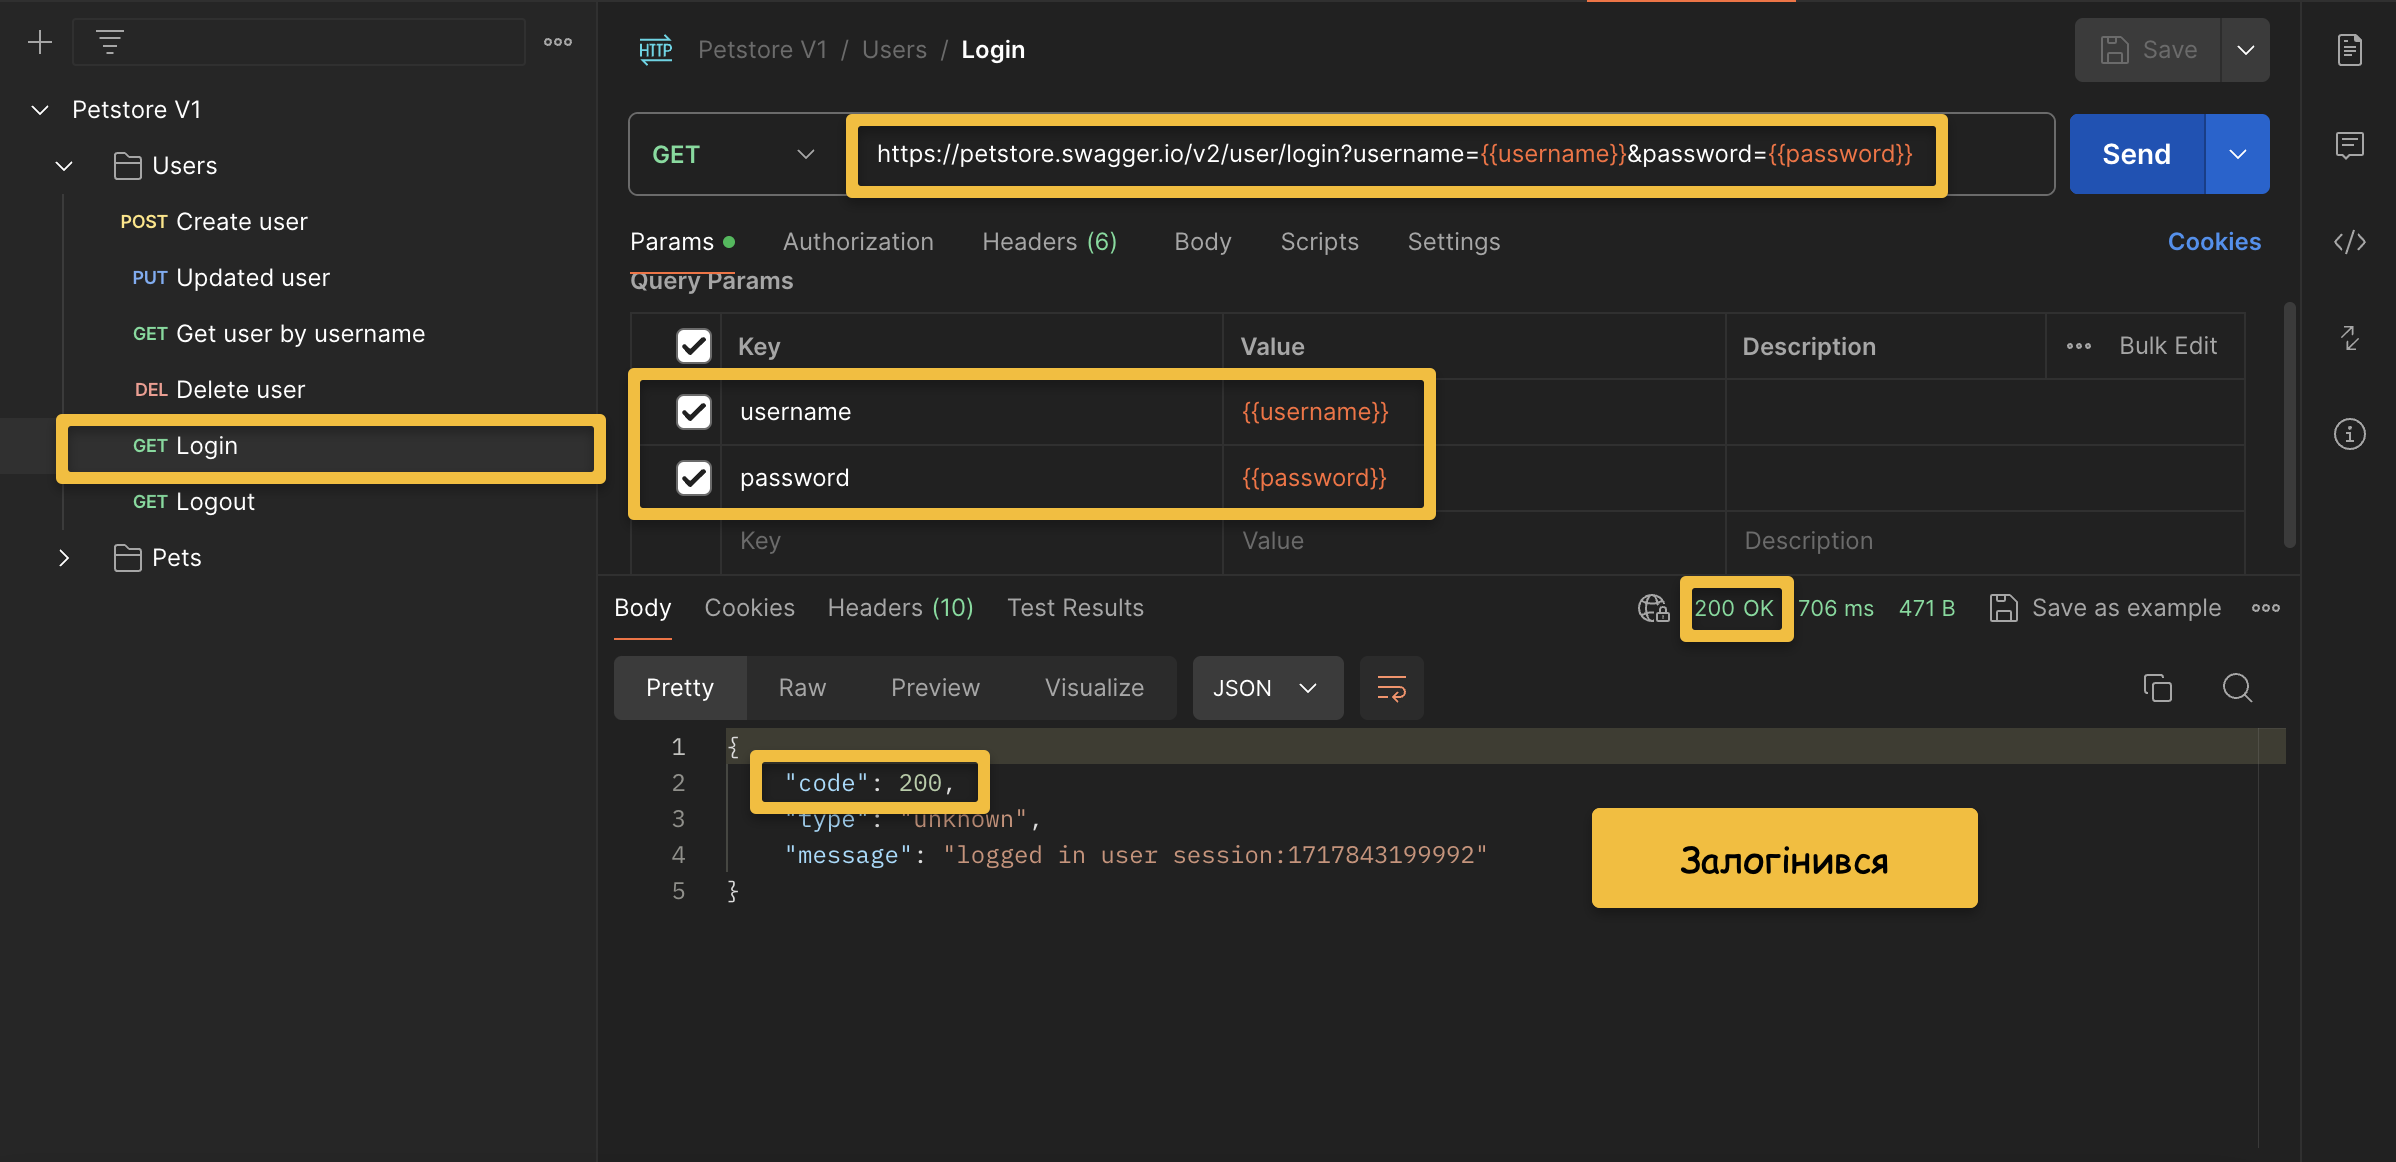 Petstore V1
Users
POST Create user
PUT Updated user
GET Get user by username
DEL Delete user
GET Login
GET Logout
Pets
HTTP Petstore V1 / Users / Login
Save
GET https://petstore.swagger.io/v2/user/login?username={{username}}&password={{password}}
Send
Params Authorization Headers (6) Body Scripts Settings Cookies
Query Params
Key Value Description Bulk Edit
username {{username}}
password {{password}}
Key Value Description
Body Cookies Headers (10) Test Results 200 OK 706 ms 471 B Save as example
Pretty Raw Preview Visualize JSON
1 {
2 "code": 200,
3 "type": "unknown",
4 "message": "logged in user session:1717843199992"
5 }
Залогінився